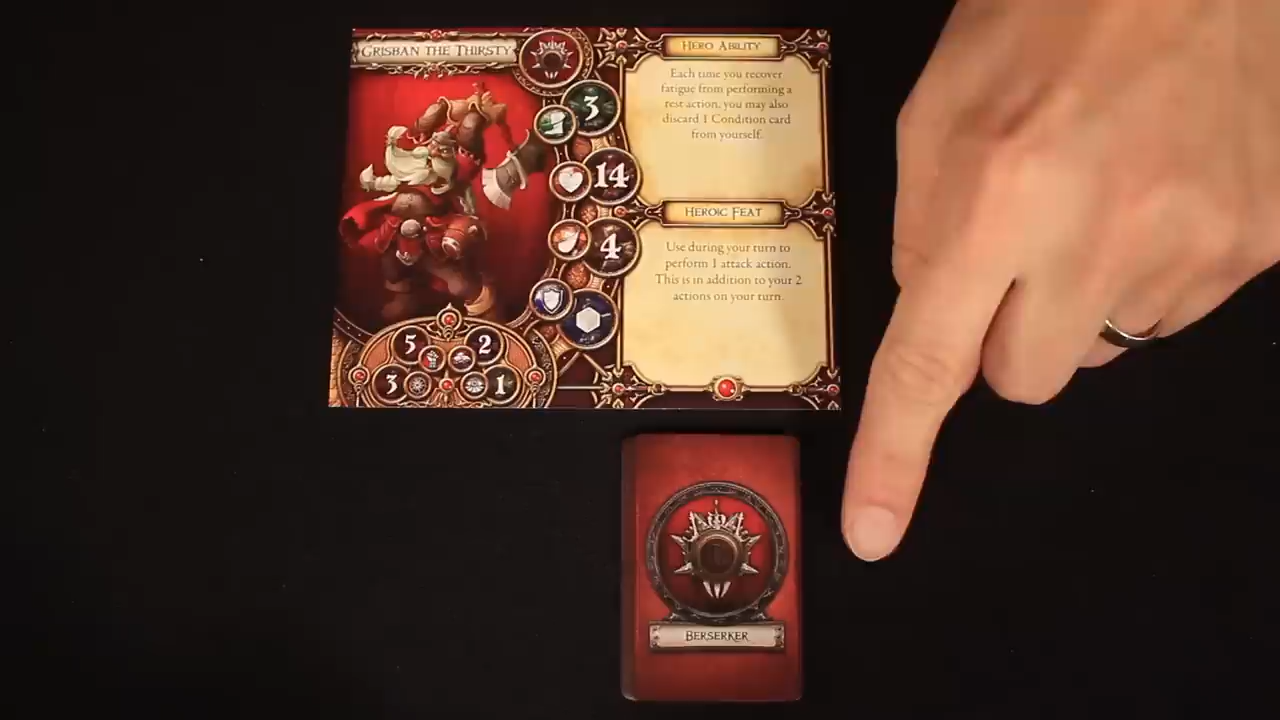 GRISBAN THE THIRSTY
3
14
4
5
2
3
1
HERO ABILITY
Each time you recover
fatigue from performing a
rest action, you may also
discard 1 Condition card
from yourself.
HEROIC FEAT
Use during your turn to
perform 1 attack action.
This is in addition to your 2
actions on your turn.
BERSERKER